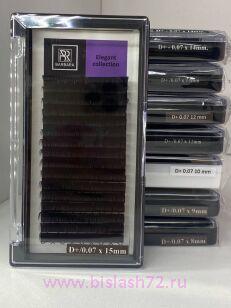 BARBARA
Elegant
collection
D+/0.07 x 15mm
D+/0.07 x 14mm.
D+/0.07 12 mm
D+ 0.07 10 mm
D+ 0.07 x 9mm
D+/0.07 x 8mm
www.bislash72.ru